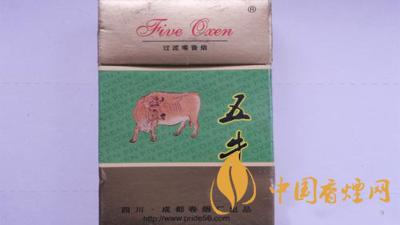 ®
Five Oxen
过滤嘴香烟
五牛
中国香烟网
四川·成都卷烟厂出品
http://www.pride56.com